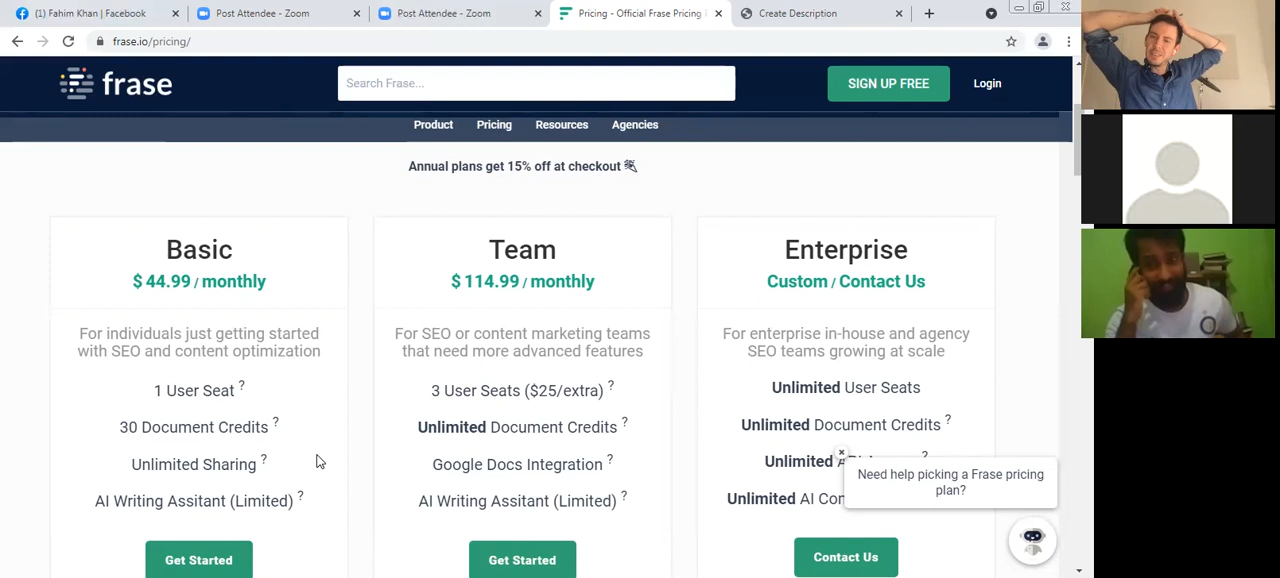 (1) Fahim Khan | Facebook
Post Attendee - Zoom
Post Attendee - Zoom
Pricing - Official Frase Pricing
Create Description
frase.io/pricing/
frase
Search Frase...
SIGN UP FREE
Login
Product
Pricing
Resources
Agencies
Annual plans get 15% off at checkout
Basic
$ 44.99 / monthly
For individuals just getting started
with SEO and content optimization
1 User Seat ?
30 Document Credits ?
Unlimited Sharing ?
AI Writing Assitant (Limited) ?
Get Started
Team
$ 114.99 / monthly
For SEO or content marketing teams
that need more advanced features
3 User Seats ($25/extra) ?
Unlimited Document Credits ?
Google Docs Integration ?
AI Writing Assitant (Limited) ?
Get Started
Enterprise
Custom / Contact Us
For enterprise in-house and agency
SEO teams growing at scale
Unlimited User Seats
Unlimited Document Credits ?
Unlimited
Unlimited AI
Contact Us
Need help picking a Frase pricing
plan?